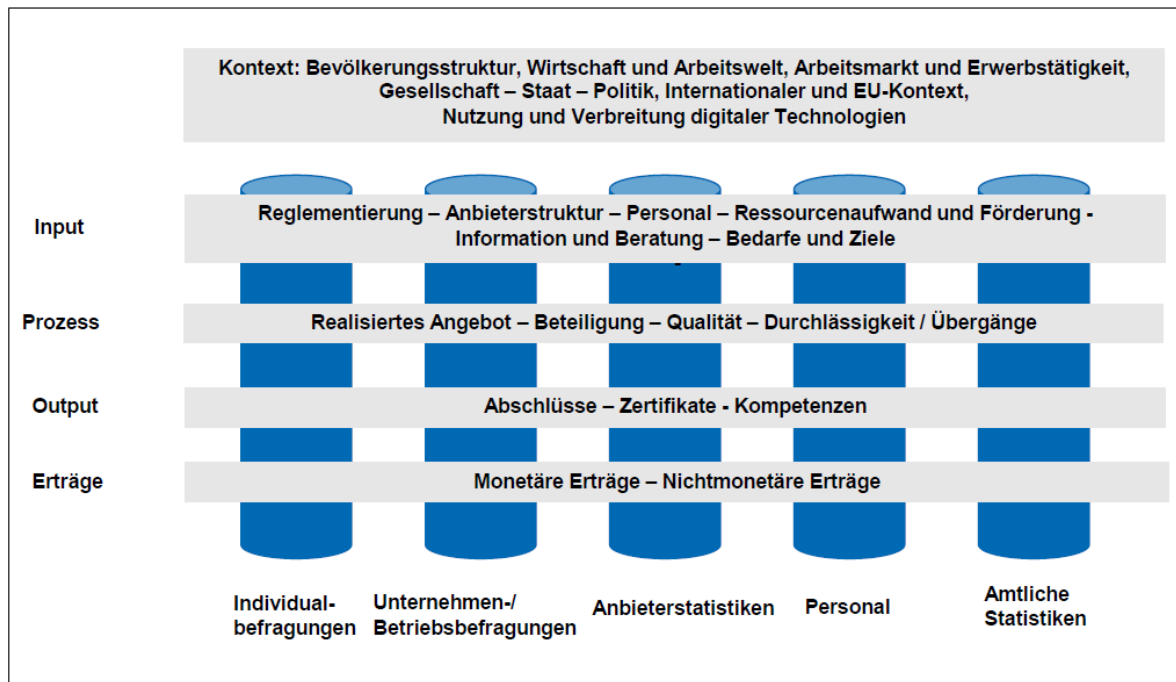 Kontext: Bevölkerungsstruktur, Wirtschaft und Arbeitswelt, Arbeitsmarkt und Erwerbstätigkeit,
Gesellschaft – Staat – Politik, Internationaler und EU-Kontext,
Nutzung und Verbreitung digitaler Technologien
Input
Reglementierung – Anbieterstruktur – Personal – Ressourcenaufwand und Förderung -
Information und Beratung – Bedarfe und Ziele
Prozess
Realisiertes Angebot – Beteiligung – Qualität – Durchlässigkeit / Übergänge
Output
Abschlüsse – Zertifikate - Kompetenzen
Erträge
Monetäre Erträge – Nichtmonetäre Erträge
Individual-
befragungen
Unternehmen-/
Betriebsbefragungen
Anbieterstatistiken
Personal
Amtliche
Statistiken